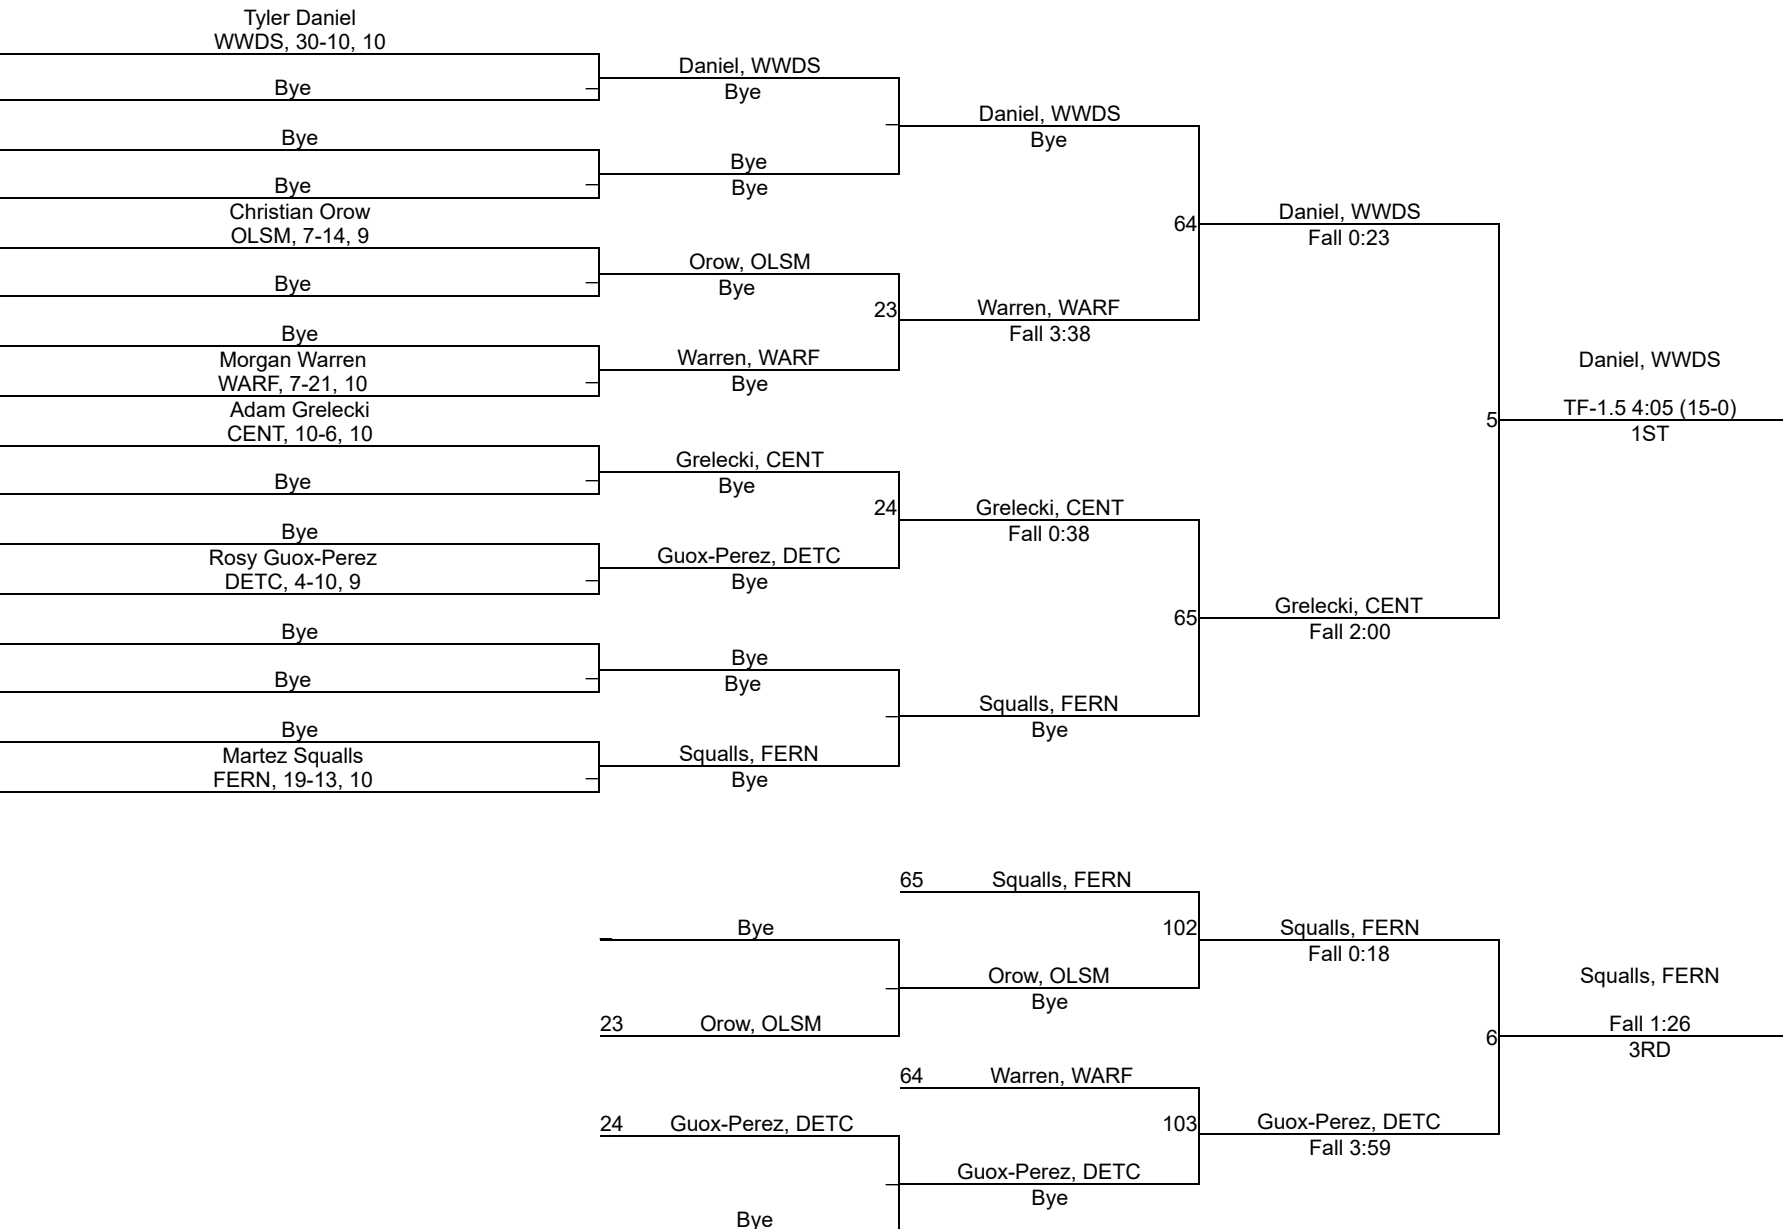 Tyler Daniel
WWDS, 30-10, 10
Bye
Bye
Bye
Christian Orow
OLSM, 7-14, 9
Bye
Bye
Morgan Warren
WARF, 7-21, 10
Adam Grelecki
CENT, 10-6, 10
Bye
Bye
Rosy Guox-Perez
DETC, 4-10, 9
Bye
Bye
Bye
Martez Squalls
FERN, 19-13, 10
Daniel, WWDS
Bye
Bye
Bye
Orow, OLSM
Bye
23
Warren, WARF
Bye
Grelecki, CENT
Bye
24
Guox-Perez, DETC
Bye
Bye
Bye
Squalls, FERN
Bye
Daniel, WWDS
Bye
64
Warren, WARF
Fall 3:38
Grelecki, CENT
Fall 0:38
65
Squalls, FERN
Bye
Daniel, WWDS
Fall 0:23
5
Grelecki, CENT
Fall 2:00
Daniel, WWDS
TF-1.5 4:05 (15-0)
1ST
Bye
23 Orow, OLSM
24 Guox-Perez, DETC
Bye
65 Squalls, FERN
102
Orow, OLSM
Bye
64 Warren, WARF
103
Guox-Perez, DETC
Bye
Squalls, FERN
Fall 0:18
6
Guox-Perez, DETC
Fall 3:59
Squalls, FERN
Fall 1:26
3RD